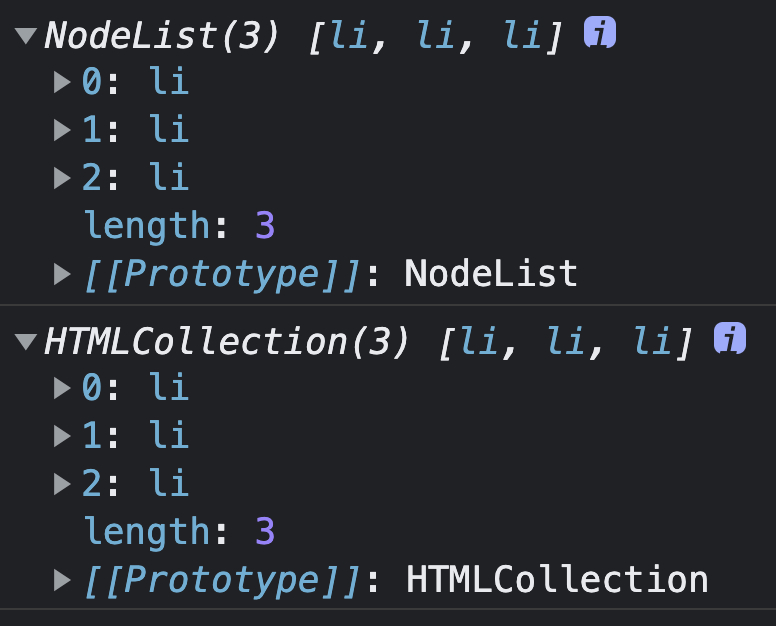 NodeList(3) [li, li, li] i
0: li
1: li
2: li
length: 3
[[Prototype]]: NodeList
HTMLCollection(3) [li, li, li] i
0: li
1: li
2: li
length: 3
[[Prototype]]: HTMLCollection